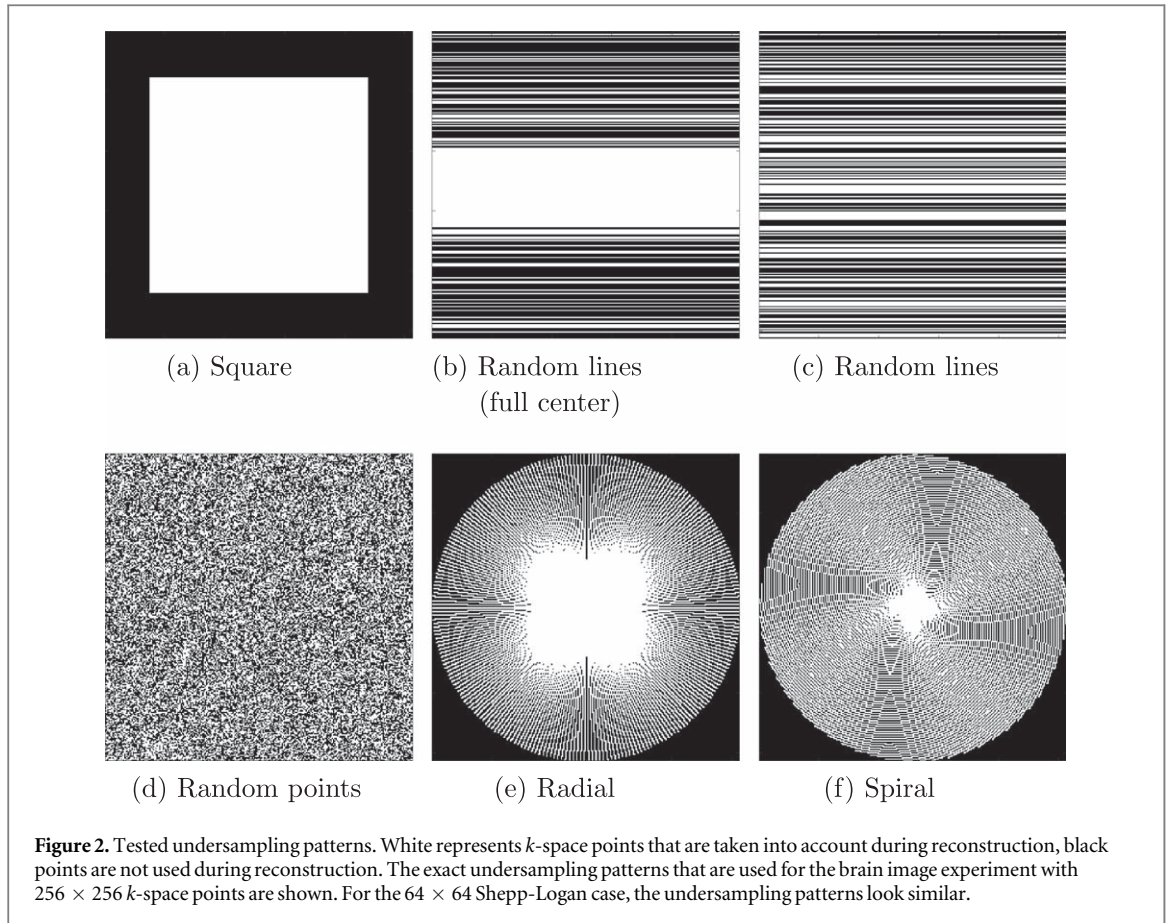 (a) Square
(b) Random lines
(full center)
(c) Random lines
(d) Random points
(e) Radial
(f) Spiral
Figure 2. Tested undersampling patterns. White represents k-space points that are taken into account during reconstruction, black
points are not used during reconstruction. The exact undersampling patterns that are used for the brain image experiment with
256 × 256 k-space points are shown. For the 64 × 64 Shepp-Logan case, the undersampling patterns look similar.